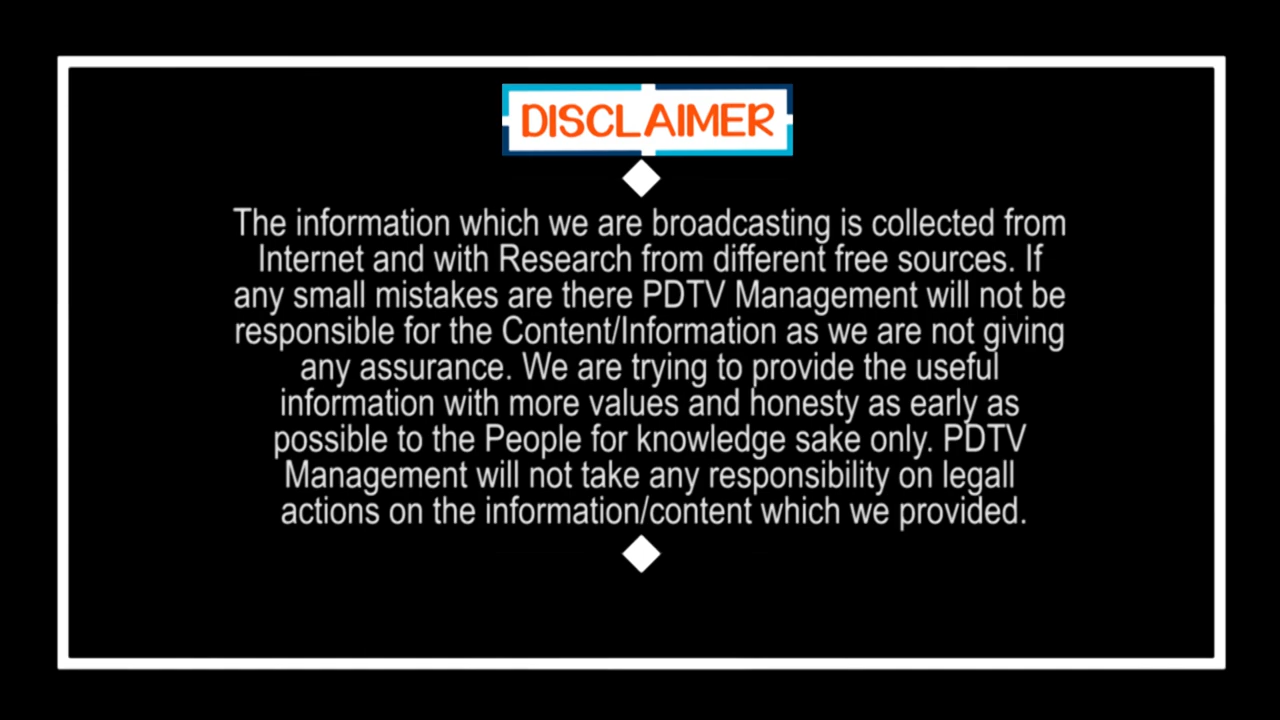 DISCLAIMER
The information which we are broadcasting is collected from
Internet and with Research from different free sources. If
any small mistakes are there PDTV Management will not be
responsible for the Content/Information as we are not giving
any assurance. We are trying to provide the useful
information with more values and honesty as early as
possible to the People for knowledge sake only. PDTV
Management will not take any responsibility on legall
actions on the information/content which we provided.